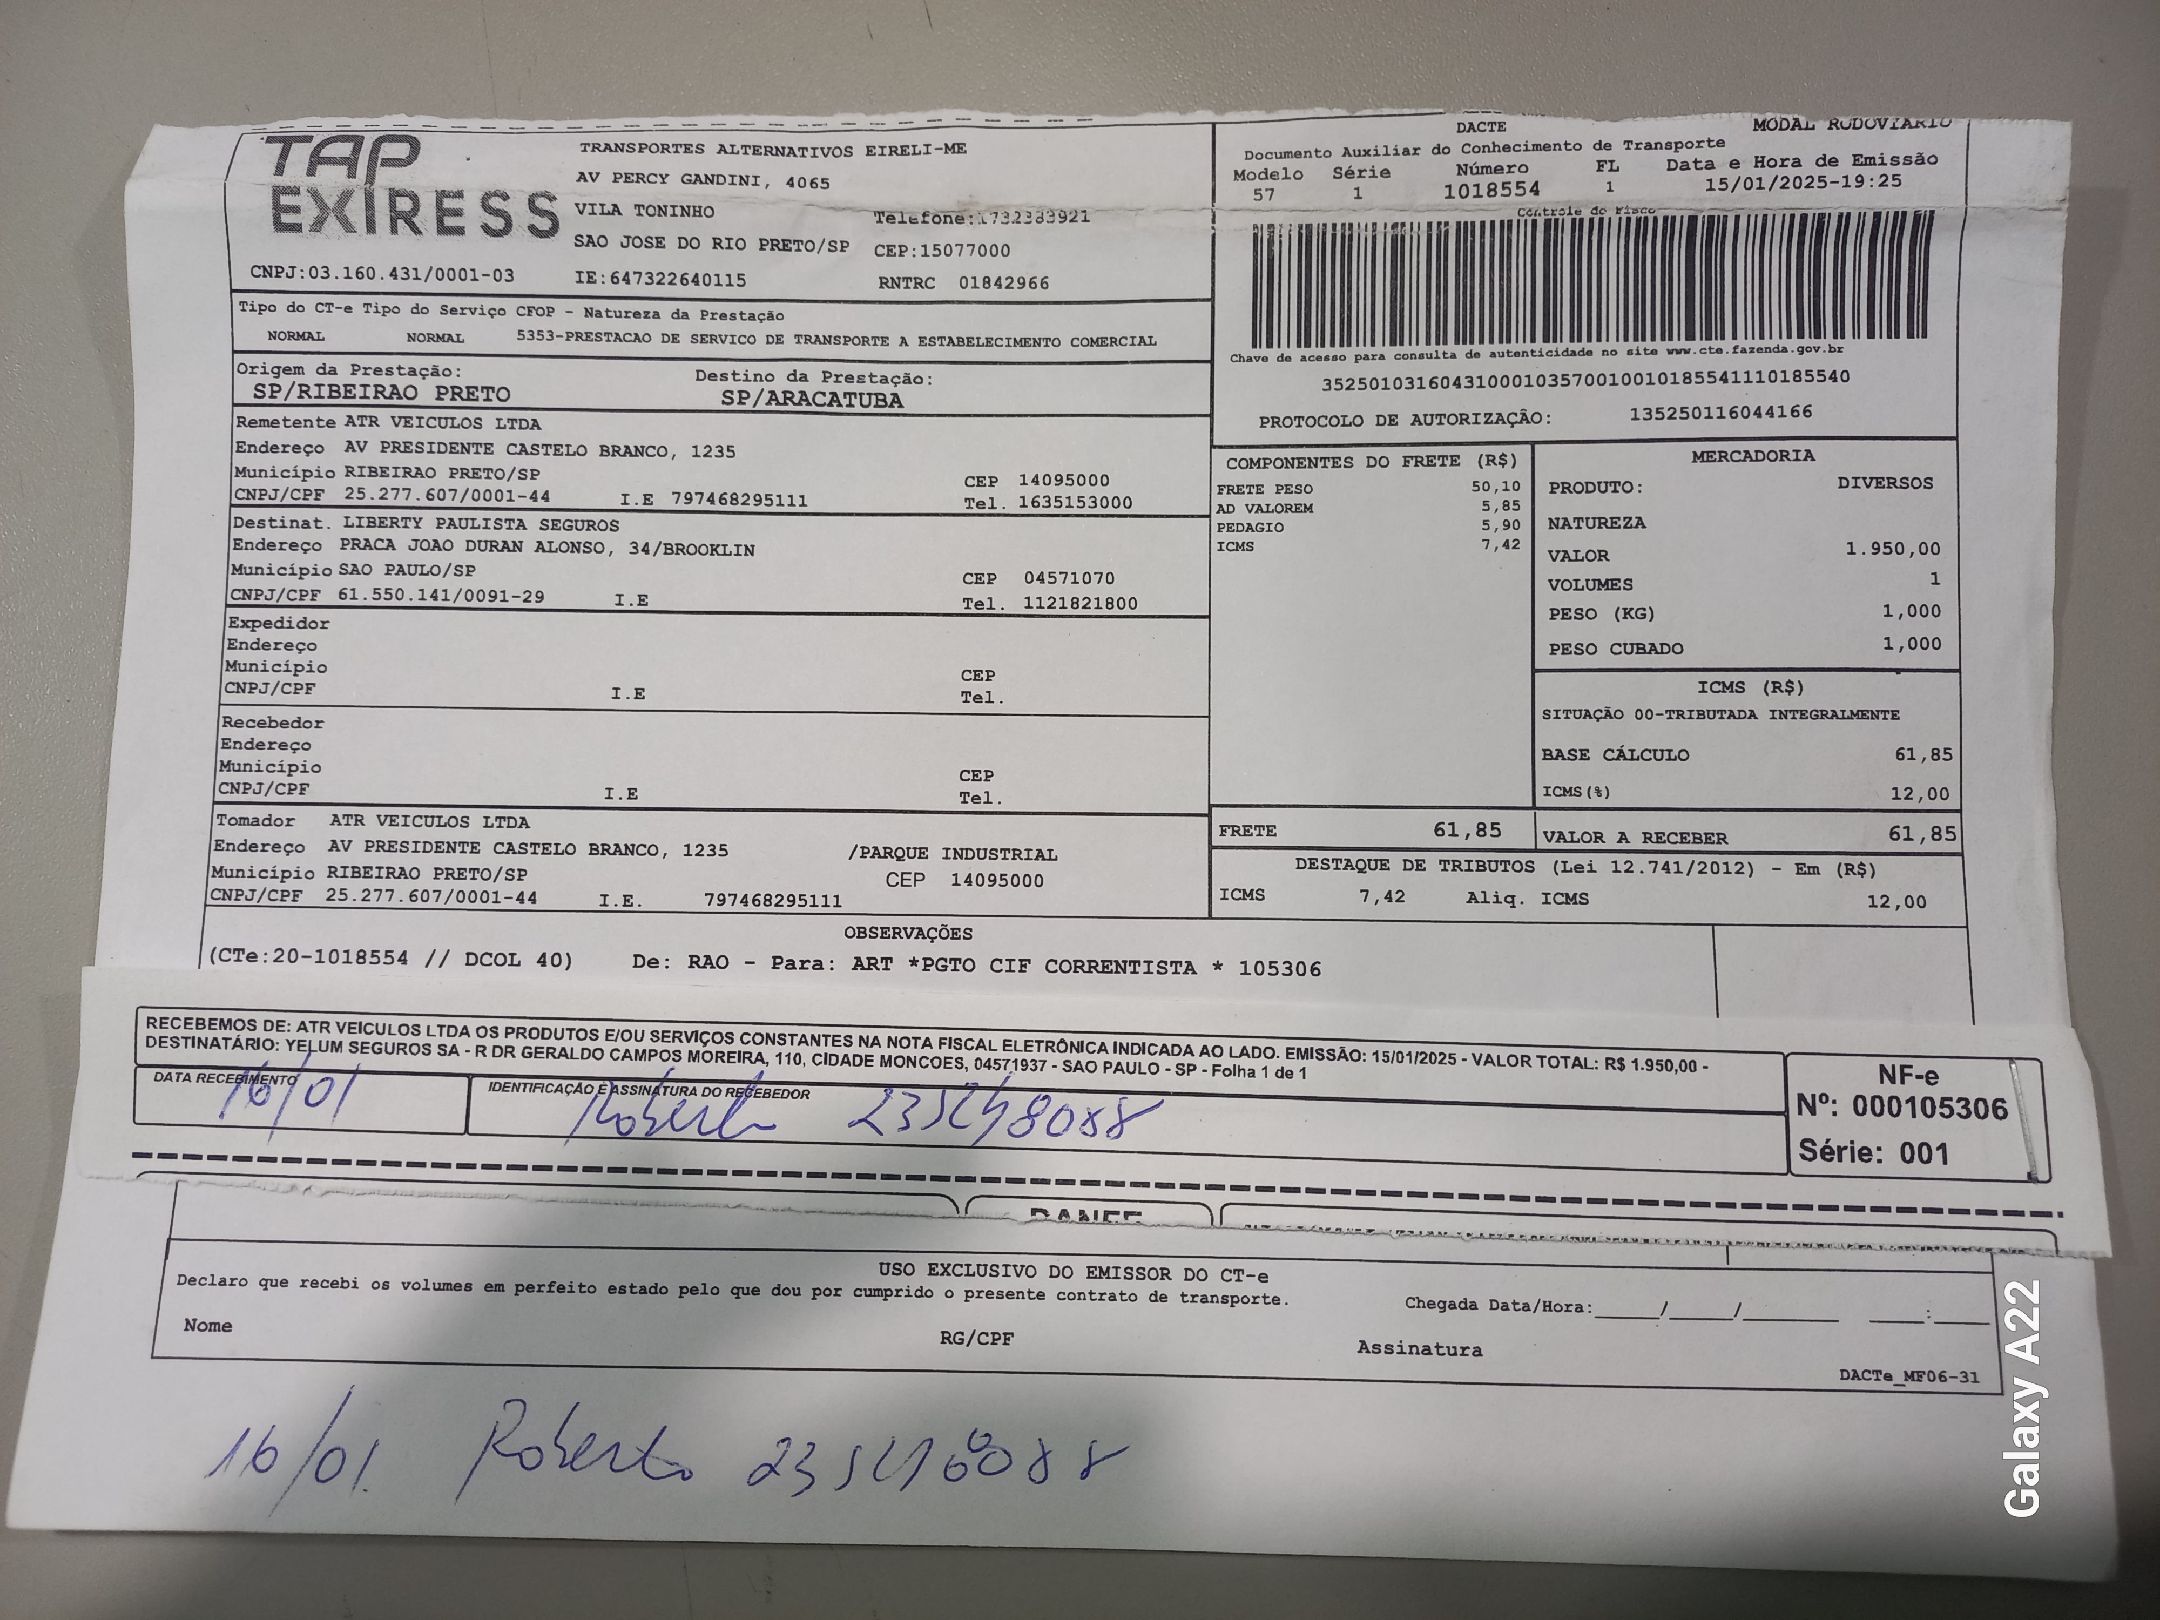 TAP
EXPRESS
TRANSPORTES ALTERNATIVOS EIRELI-ME
AV PERCY GANDINI, 4065
VILA TONINHO Telefone:1732383921
SAO JOSE DO RIO PRETO/SP CEP:15077000
CNPJ:03.160.431/0001-03 IE:647322640115 RNTRC 01842966
DACTE MODAL RODOVIARIO
Documento Auxiliar do Conhecimento de Transporte
Modelo Série Número FL Data e Hora de Emissão
57 1 1018554 1 15/01/2025-19:25
Controle do Fisco
Chave de acesso para consulta de autenticidade no site www.cte.fazenda.gov.br
35250103160431000103570010010185541110185540
PROTOCOLO DE AUTORIZAÇÃO: 135250116044166
Tipo do CT-e Tipo do Serviço CFOP - Natureza da Prestação
NORMAL NORMAL 5353-PRESTACAO DE SERVICO DE TRANSPORTE A ESTABELECIMENTO COMERCIAL
Origem da Prestação: Destino da Prestação:
SP/RIBEIRAO PRETO SP/ARACATUBA
Remetente ATR VEICULOS LTDA
Endereço AV PRESIDENTE CASTELO BRANCO, 1235
Município RIBEIRAO PRETO/SP CEP 14095000
CNPJ/CPF 25.277.607/0001-44 I.E 797468295111 Tel. 1635153000
Destinat. LIBERTY PAULISTA SEGUROS
Endereço PRACA JOAO DURAN ALONSO, 34/BROOKLIN
Município SAO PAULO/SP CEP 04571070
CNPJ/CPF 61.550.141/0091-29 I.E Tel. 1121821800
Expedidor
Endereço
Município CEP
CNPJ/CPF I.E Tel.
Recebedor
Endereço
Município CEP
CNPJ/CPF I.E Tel.
Tomador ATR VEICULOS LTDA
Endereço AV PRESIDENTE CASTELO BRANCO, 1235 /PARQUE INDUSTRIAL
Município RIBEIRAO PRETO/SP CEP 14095000
CNPJ/CPF 25.277.607/0001-44 I.E. 797468295111
COMPONENTES DO FRETE (R$)
FRETE PESO 50,10
AD VALOREM 5,85
PEDAGIO 5,90
ICMS 7,42
MERCADORIA
PRODUTO: DIVERSOS
NATUREZA
VALOR 1.950,00
VOLUMES 1
PESO (KG) 1,000
PESO CUBADO 1,000
ICMS (R$)
SITUAÇÃO 00-TRIBUTADA INTEGRALMENTE
BASE CÁLCULO 61,85
ICMS(%) 12,00
FRETE 61,85 VALOR A RECEBER 61,85
DESTAQUE DE TRIBUTOS (Lei 12.741/2012) - Em (R$)
ICMS 7,42 Aliq. ICMS 12,00
OBSERVAÇÕES
(CTe:20-1018554 // DCOL 40) De: RAO - Para: ART *PGTO CIF CORRENTISTA * 105306
RECEBEMOS DE: ATR VEICULOS LTDA OS PRODUTOS E/OU SERVIÇOS CONSTANTES NA NOTA FISCAL ELETRÔNICA INDICADA AO LADO. EMISSÃO: 15/01/2025 - VALOR TOTAL: R$ 1.950,00 -
DESTINATÁRIO: YELUM SEGUROS SA - R DR GERALDO CAMPOS MOREIRA, 110, CIDADE MONCOES, 04571937 - SAO PAULO - SP - Folha 1 de 1
DATA RECEBIMENTO IDENTIFICAÇÃO E ASSINATURA DO RECEBEDOR
16/01 Roberto
NF-e
Nº: 000105306
Série: 001
DANFE
USO EXCLUSIVO DO EMISSOR DO CT-e
Declaro que recebi os volumes em perfeito estado pelo que dou por cumprido o presente contrato de transporte. Chegada Data/Hora:_____/____/______ ____:____
Nome RG/CPF Assinatura
DACTe_MF06-31
16/01. Roberto
Galaxy A22